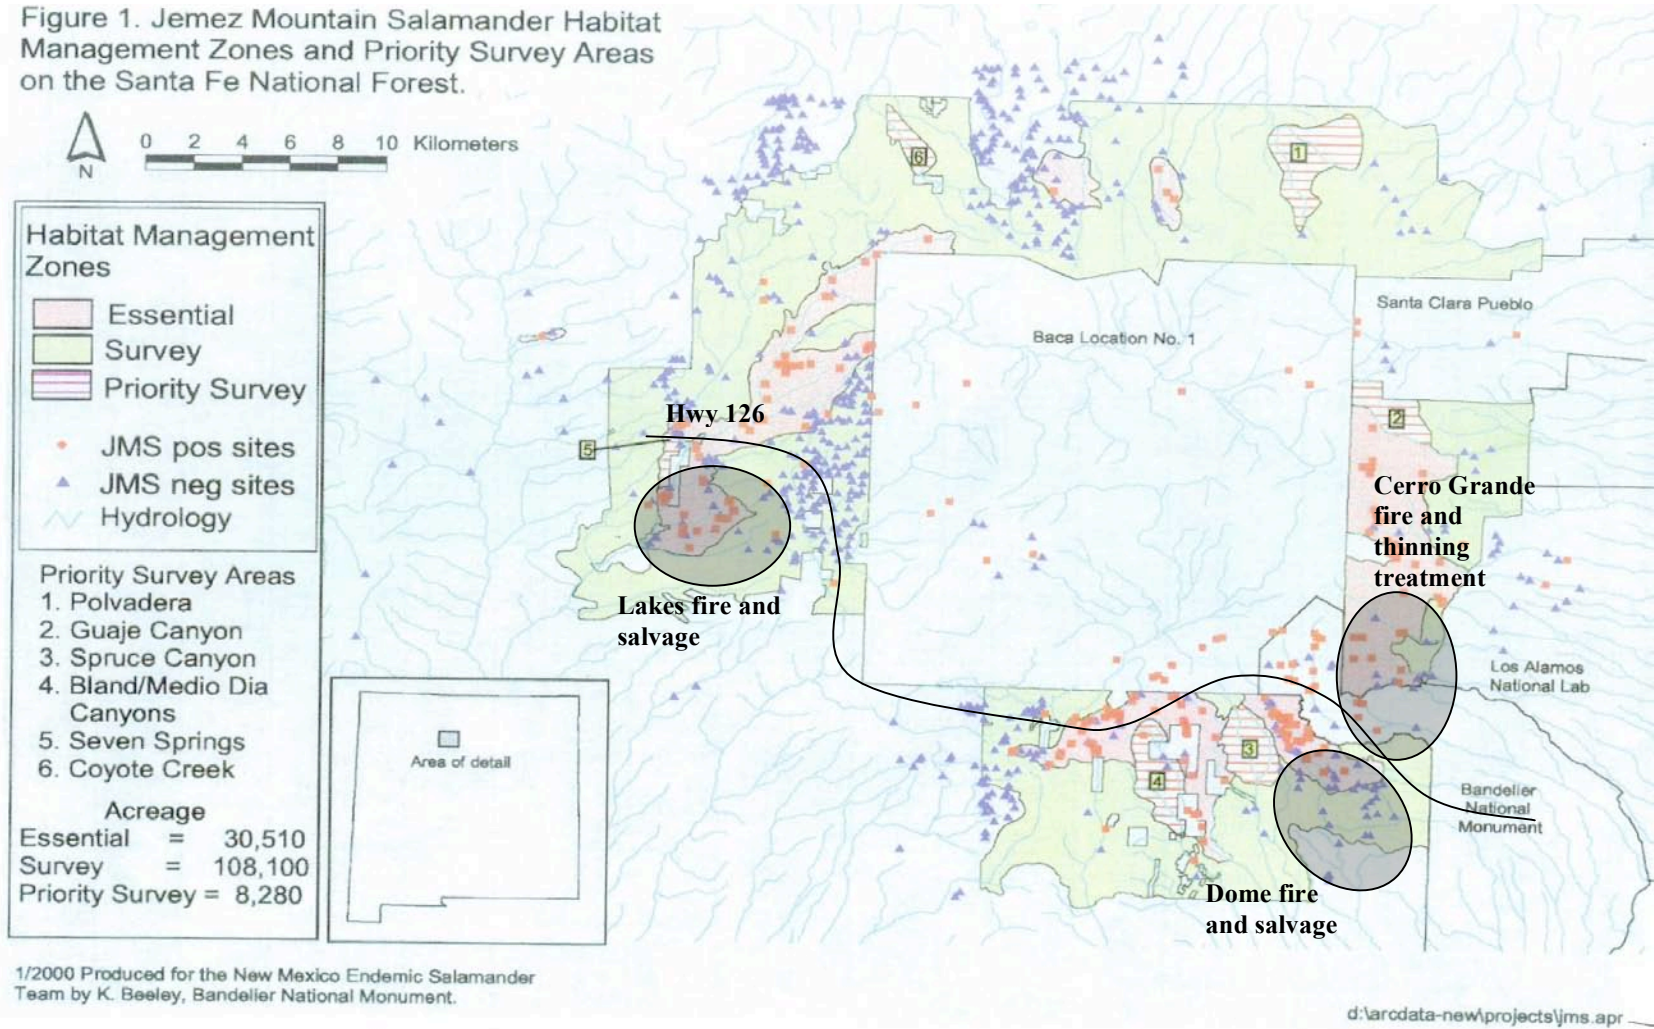 Figure 1. Jemez Mountain Salamander Habitat
Management Zones and Priority Survey Areas
on the Santa Fe National Forest.
N
0 2 4 6 8 10 Kilometers
Habitat Management
Zones
Essential
Survey
Priority Survey
JMS pos sites
JMS neg sites
Hydrology
Priority Survey Areas
1. Polvadera
2. Guaje Canyon
3. Spruce Canyon
4. Bland/Medio Dia
Canyons
5. Seven Springs
6. Coyote Creek
Acreage
Essential = 30,510
Survey = 108,100
Priority Survey = 8,280
Area of detail
6
1
Santa Clara Pueblo
Baca Location No. 1
Hwy 126
2
5
Cerro Grande
fire and
thinning
treatment
Lakes fire and
salvage
Los Alamos
National Lab
3
4
Bandelier
National
Monument
Dome fire
and salvage
1/2000 Produced for the New Mexico Endemic Salamander
Team by K. Beeley, Bandelier National Monument.
d:\arcdata-new\projects\jms.apr